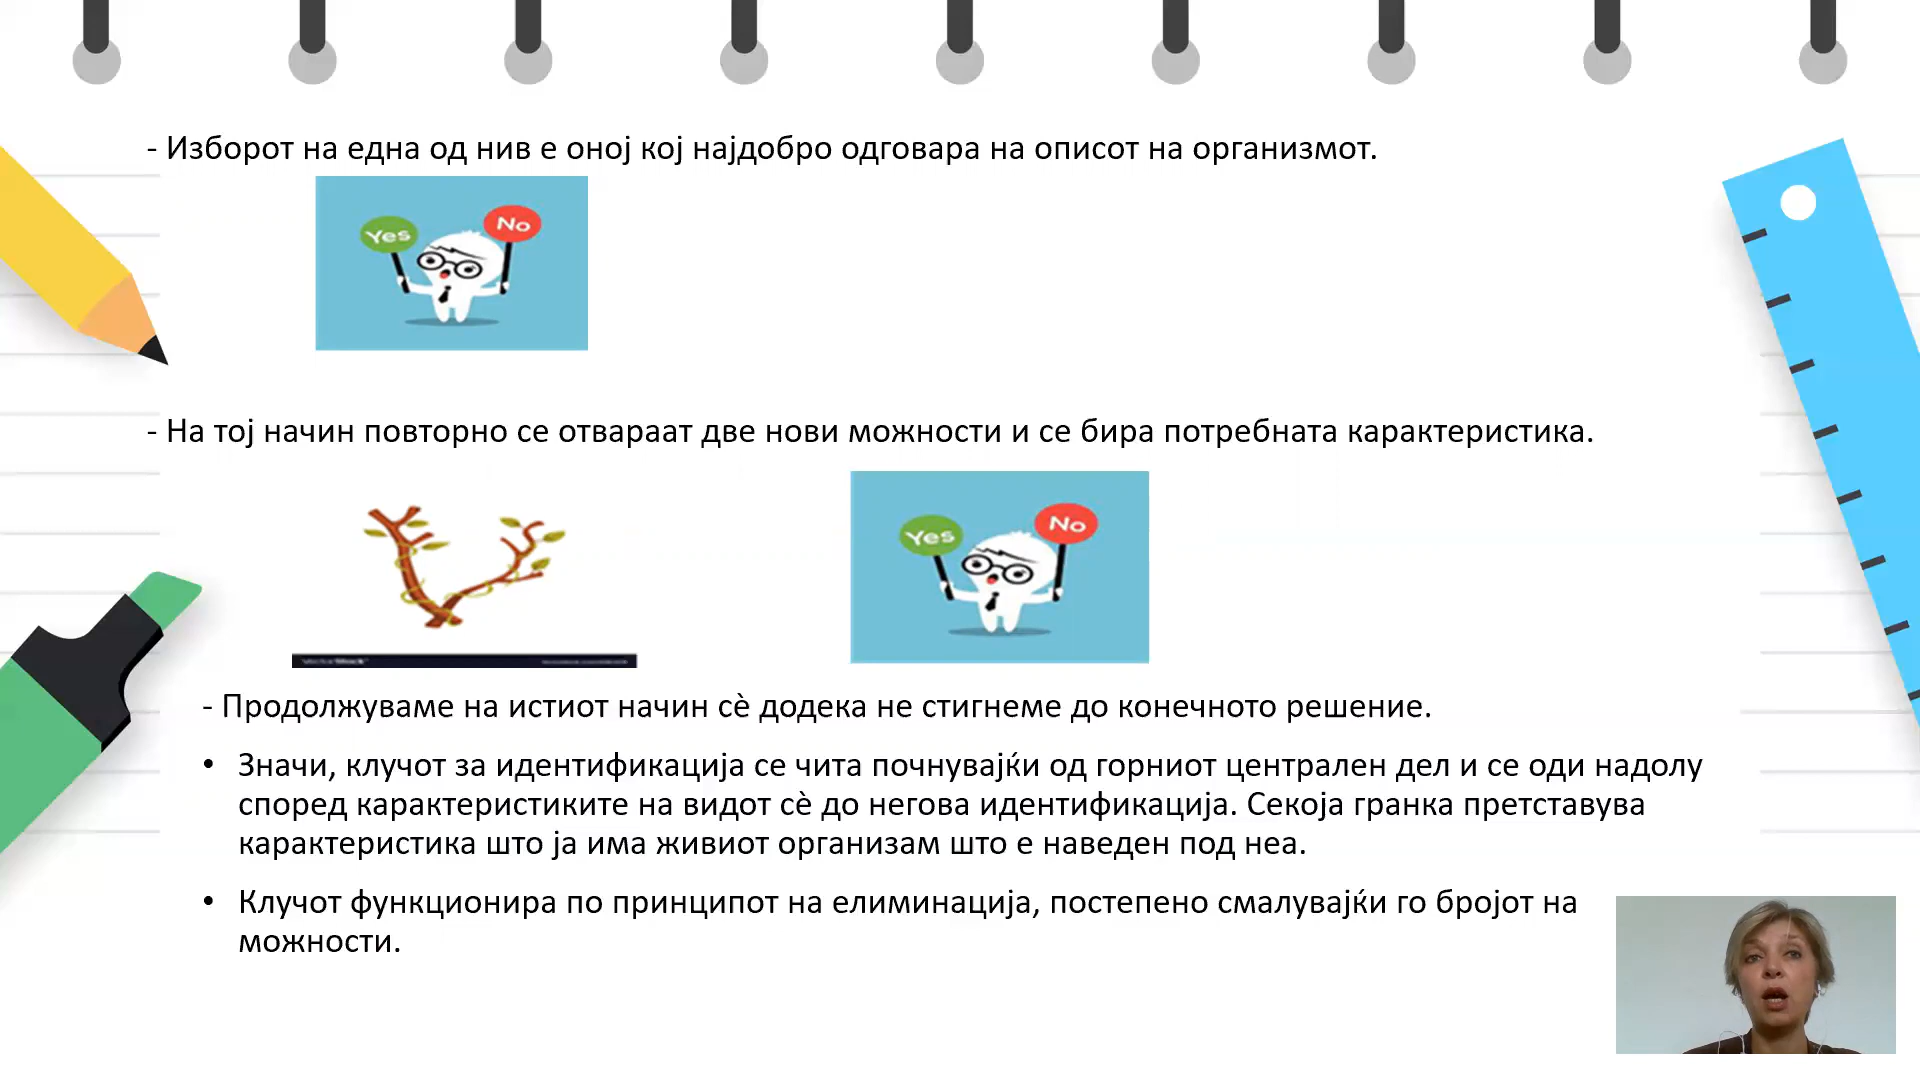 - Изборот на една од нив е оној кој најдобро одговара на описот на организмот.
Yes
No
- На тој начин повторно се отвараат две нови можности и се бира потребната карактеристика.
Yes
No
- Продолжуваме на истиот начин сѐ додека не стигнеме до конечното решение.
• Значи, клучот за идентификација се чита почнувајќи од горниот централен дел и се оди надолу
според карактеристиките на видот сѐ до негова идентификација. Секоја гранка претставува
карактеристика што ја има живиот организам што е наведен под неа.
• Клучот функционира по принципот на елиминација, постепено смалувајќи го бројот на
можности.